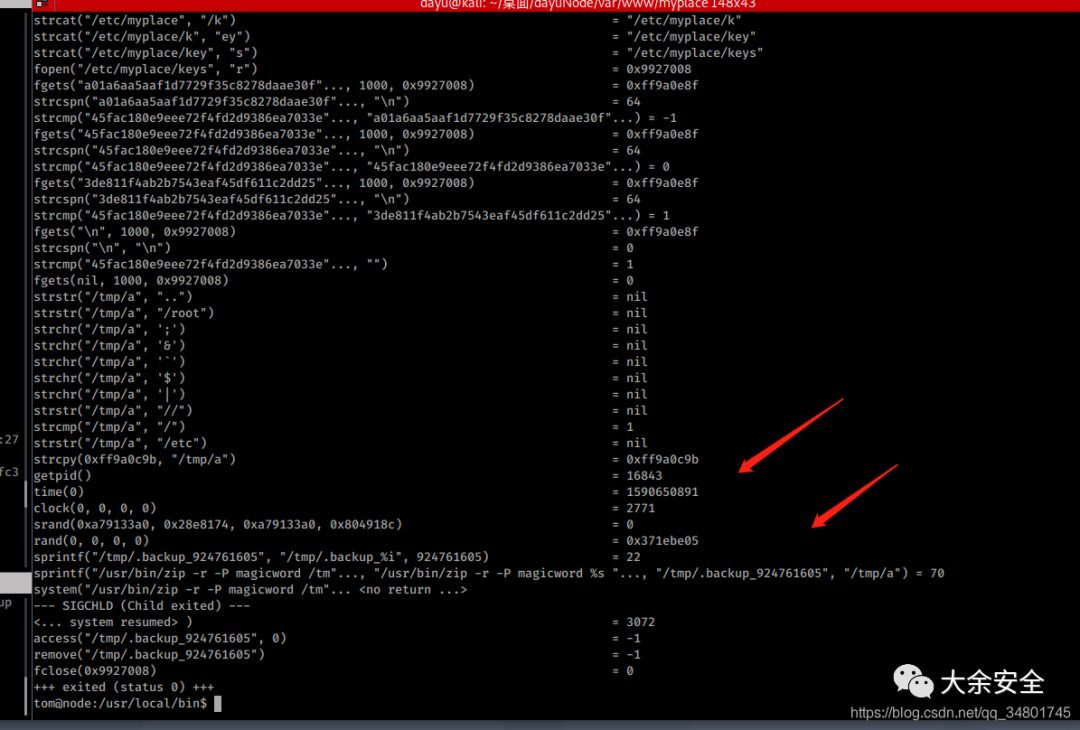 dayu@kali: ~/桌面/dayuNode/var/www/myplace 148x43
strcat("/etc/myplace", "/k") = "/etc/myplace/k"
strcat("/etc/myplace/k", "ey") = "/etc/myplace/key"
strcat("/etc/myplace/key", "s") = "/etc/myplace/keys"
fopen("/etc/myplace/keys", "r") = 0x9927008
fgets("a01a6aa5aaf1d7729f35c8278daae30f"..., 1000, 0x9927008) = 0xff9a0e8f
strcspn("a01a6aa5aaf1d7729f35c8278daae30f"..., "\n") = 64
strcmp("45fac180e9eee72f4fd2d9386ea7033e"..., "a01a6aa5aaf1d7729f35c8278daae30f"...) = -1
fgets("45fac180e9eee72f4fd2d9386ea7033e"..., 1000, 0x9927008) = 0xff9a0e8f
strcspn("45fac180e9eee72f4fd2d9386ea7033e"..., "\n") = 64
strcmp("45fac180e9eee72f4fd2d9386ea7033e"..., "45fac180e9eee72f4fd2d9386ea7033e"...) = 0
fgets("3de811f4ab2b7543eaf45df611c2dd25"..., 1000, 0x9927008) = 0xff9a0e8f
strcspn("3de811f4ab2b7543eaf45df611c2dd25"..., "\n") = 64
strcmp("45fac180e9eee72f4fd2d9386ea7033e"..., "3de811f4ab2b7543eaf45df611c2dd25"...) = 1
fgets("\n", 1000, 0x9927008) = 0xff9a0e8f
strcspn("\n", "\n") = 0
strcmp("45fac180e9eee72f4fd2d9386ea7033e"..., "") = 1
fgets(nil, 1000, 0x9927008) = 0
strstr("/tmp/a", "..") = nil
strstr("/tmp/a", "/root") = nil
strchr("/tmp/a", ';') = nil
strchr("/tmp/a", '&') = nil
strchr("/tmp/a", '`') = nil
strchr("/tmp/a", '$') = nil
strchr("/tmp/a", '|') = nil
strstr("/tmp/a", "//") = nil
strcmp("/tmp/a", "/") = 1
:27
strstr("/tmp/a", "/etc") = nil
strcpy(0xff9a0c9b, "/tmp/a") = 0xff9a0c9b
fc3
getpid() = 16843
time(0) = 1590650891
clock(0, 0, 0, 0) = 2771
srand(0xa79133a0, 0x28e8174, 0xa79133a0, 0x804918c) = 0
rand(0, 0, 0, 0) = 0x371ebe05
sprintf("/tmp/.backup_924761605", "/tmp/.backup_%i", 924761605) = 22
sprintf("/usr/bin/zip -r -P magicword /tm"..., "/usr/bin/zip -r -P magicword %s "..., "/tmp/.backup_924761605", "/tmp/a") = 70
system("/usr/bin/zip -r -P magicword /tm"... <no return ...>
up
--- SIGCHLD (Child exited) ---
<... system resumed> ) = 3072
access("/tmp/.backup_924761605", 0) = -1
remove("/tmp/.backup_924761605") = -1
fclose(0x9927008) = 0
+++ exited (status 0) +++
tom@node:/usr/local/bin$
大余安全
https://blog.csdn.net/qq_34801745